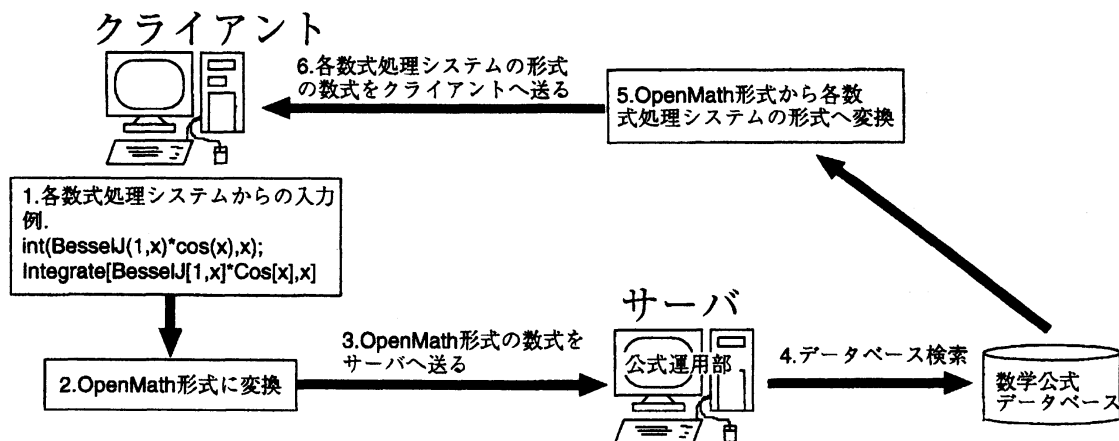 クライアント
6.各数式処理システムの形式
の数式をクライアントへ送る
5.OpenMath形式から各数
式処理システムの形式へ変換
1.各数式処理システムからの入力
例.
int(BesselJ(1,x)*cos(x),x);
Integrate[BesselJ[1,x]*Cos[x],x]
サーバ
3.OpenMath形式の数式を
サーバへ送る
公式運用部
4.データベース検索
2.OpenMath形式に変換
数学公式
データベース